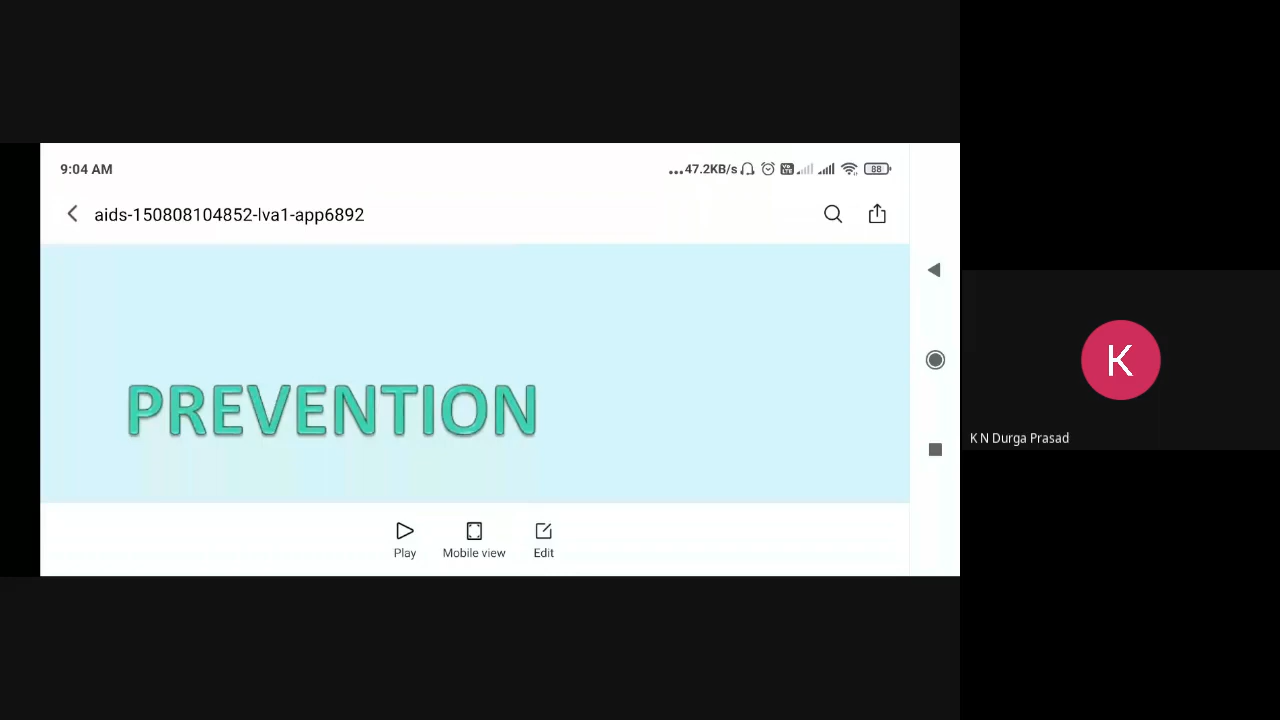 9:04 AM
...47.2KB/s
88
aids-150808104852-lva1-app6892
PREVENTION
Play
Mobile view
Edit
K
K N Durga Prasad